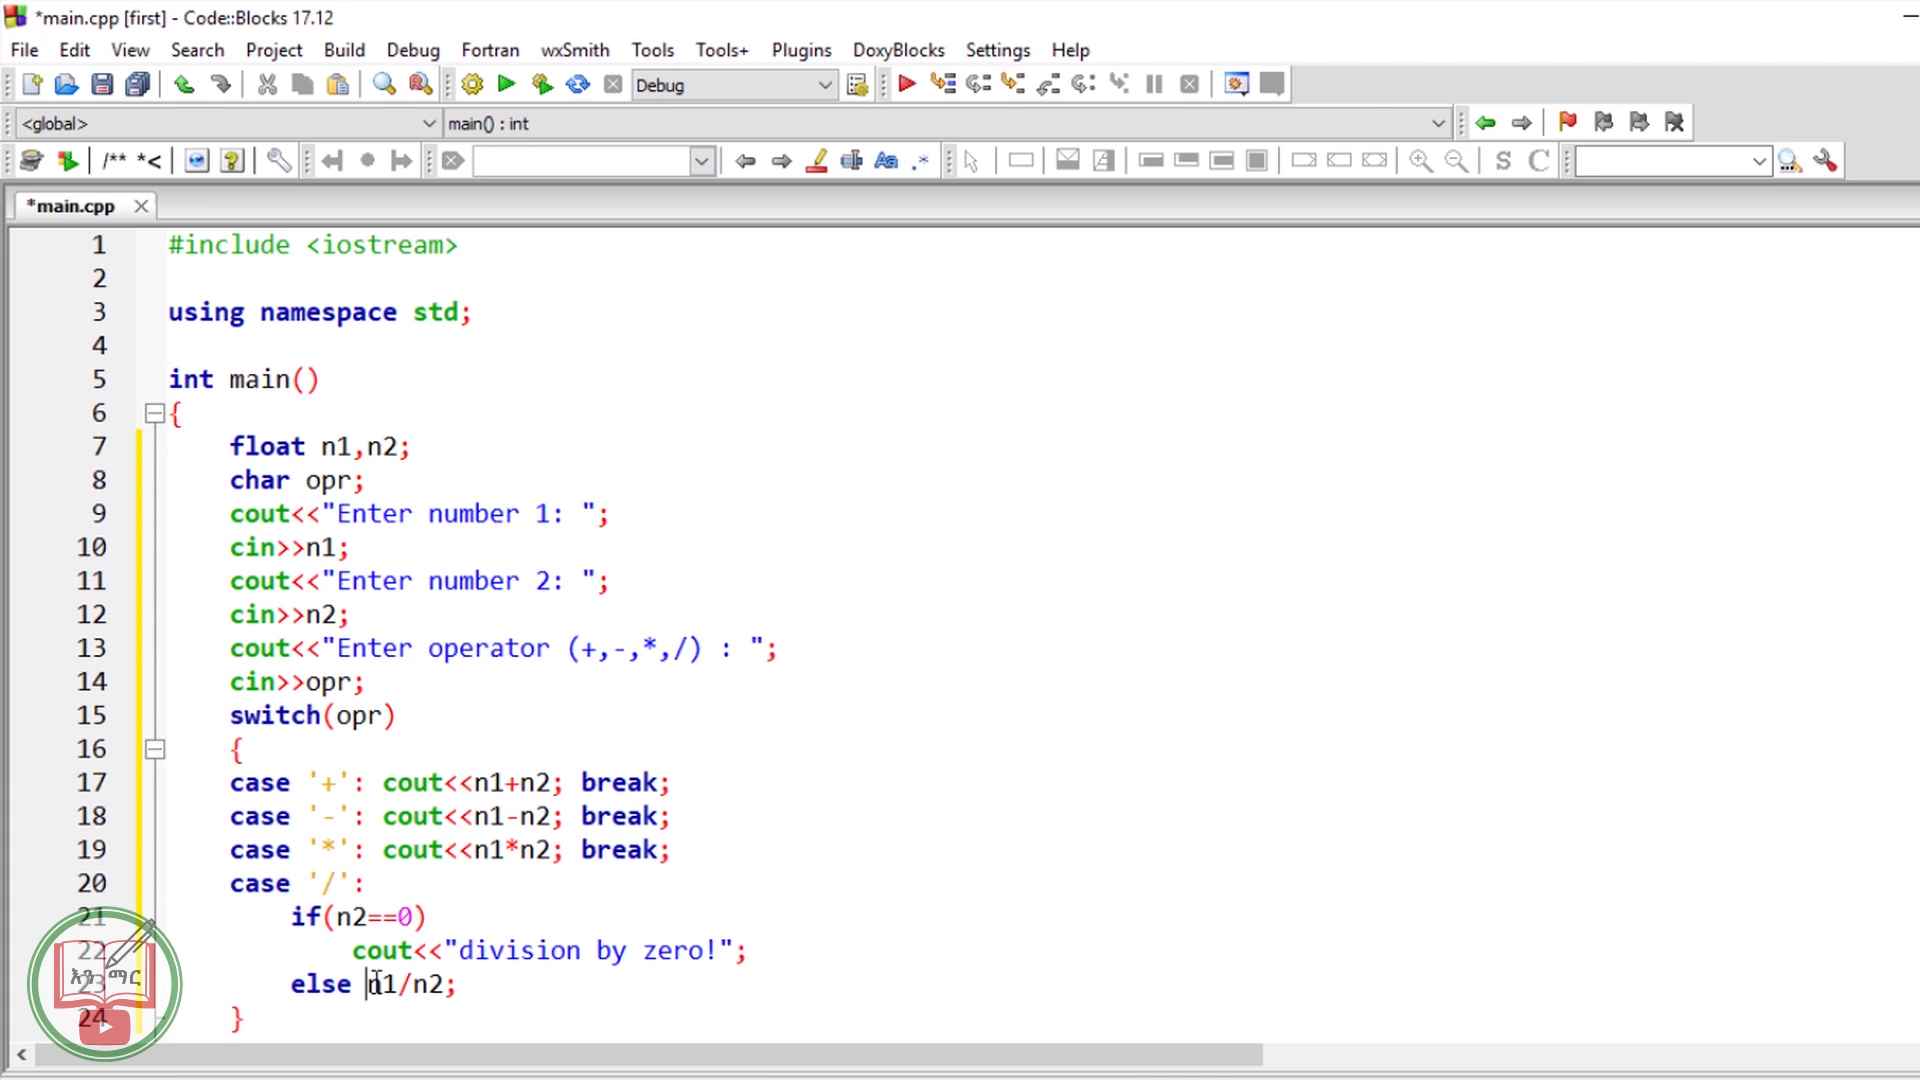 *main.cpp [first] - Code::Blocks 17.12
File Edit View Search Project Build Debug Fortran wxSmith Tools Tools+ Plugins DoxyBlocks Settings Help
Debug
<global> main() : int
/** *<
*main.cpp
1 #include <iostream>
2
3 using namespace std;
4
5 int main()
6 {
7 float n1,n2;
8 char opr;
9 cout<<"Enter number 1: ";
10 cin>>n1;
11 cout<<"Enter number 2: ";
12 cin>>n2;
13 cout<<"Enter operator (+,-,*,/) : ";
14 cin>>opr;
15 switch(opr)
16 {
17 case '+': cout<<n1+n2; break;
18 case '-': cout<<n1-n2; break;
19 case '*': cout<<n1*n2; break;
20 case '/':
21 if(n2==0)
22 cout<<"division by zero!";
23 else n1/n2;
24 }
እንማር